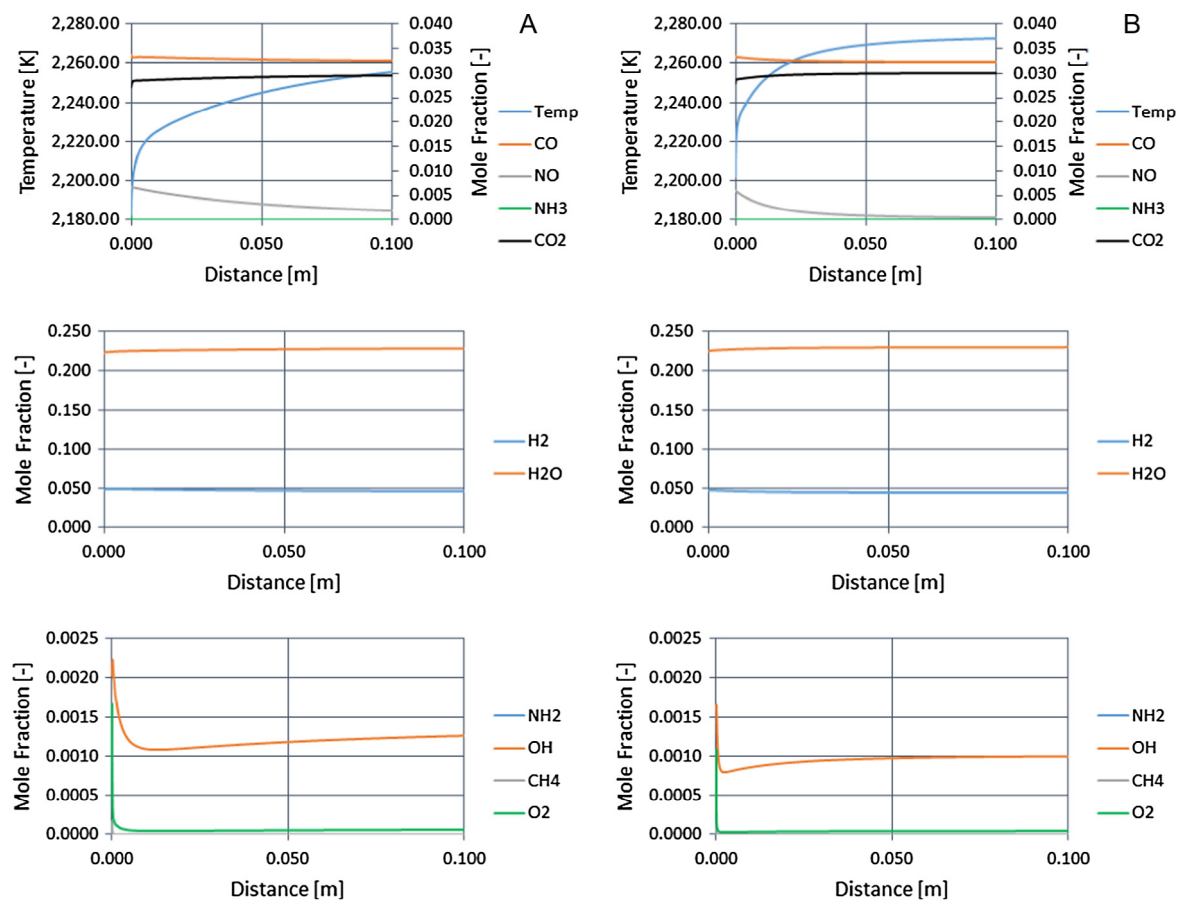 A
2,280.00
2,260.00
2,240.00
2,220.00
2,200.00
2,180.00
Temperature [K]
0.040
0.035
0.030
0.025
0.020
0.015
0.010
0.005
0.000
Mole Fraction [-]
0.000 0.050 0.100
Distance [m]
Temp
CO
NO
NH3
CO2
B
2,280.00
2,260.00
2,240.00
2,220.00
2,200.00
2,180.00
Temperature [K]
0.040
0.035
0.030
0.025
0.020
0.015
0.010
0.005
0.000
Mole Fraction [-]
0.000 0.050 0.100
Distance [m]
Temp
CO
NO
NH3
CO2
0.250
0.200
0.150
0.100
0.050
0.000
Mole Fraction [-]
0.000 0.050 0.100
Distance [m]
H2
H2O
0.250
0.200
0.150
0.100
0.050
0.000
Mole Fraction [-]
0.000 0.050 0.100
Distance [m]
H2
H2O
0.0025
0.0020
0.0015
0.0010
0.0005
0.0000
Mole Fraction [-]
0.000 0.050 0.100
Distance [m]
NH2
OH
CH4
O2
0.0025
0.0020
0.0015
0.0010
0.0005
0.0000
Mole Fraction [-]
0.000 0.050 0.100
Distance [m]
NH2
OH
CH4
O2